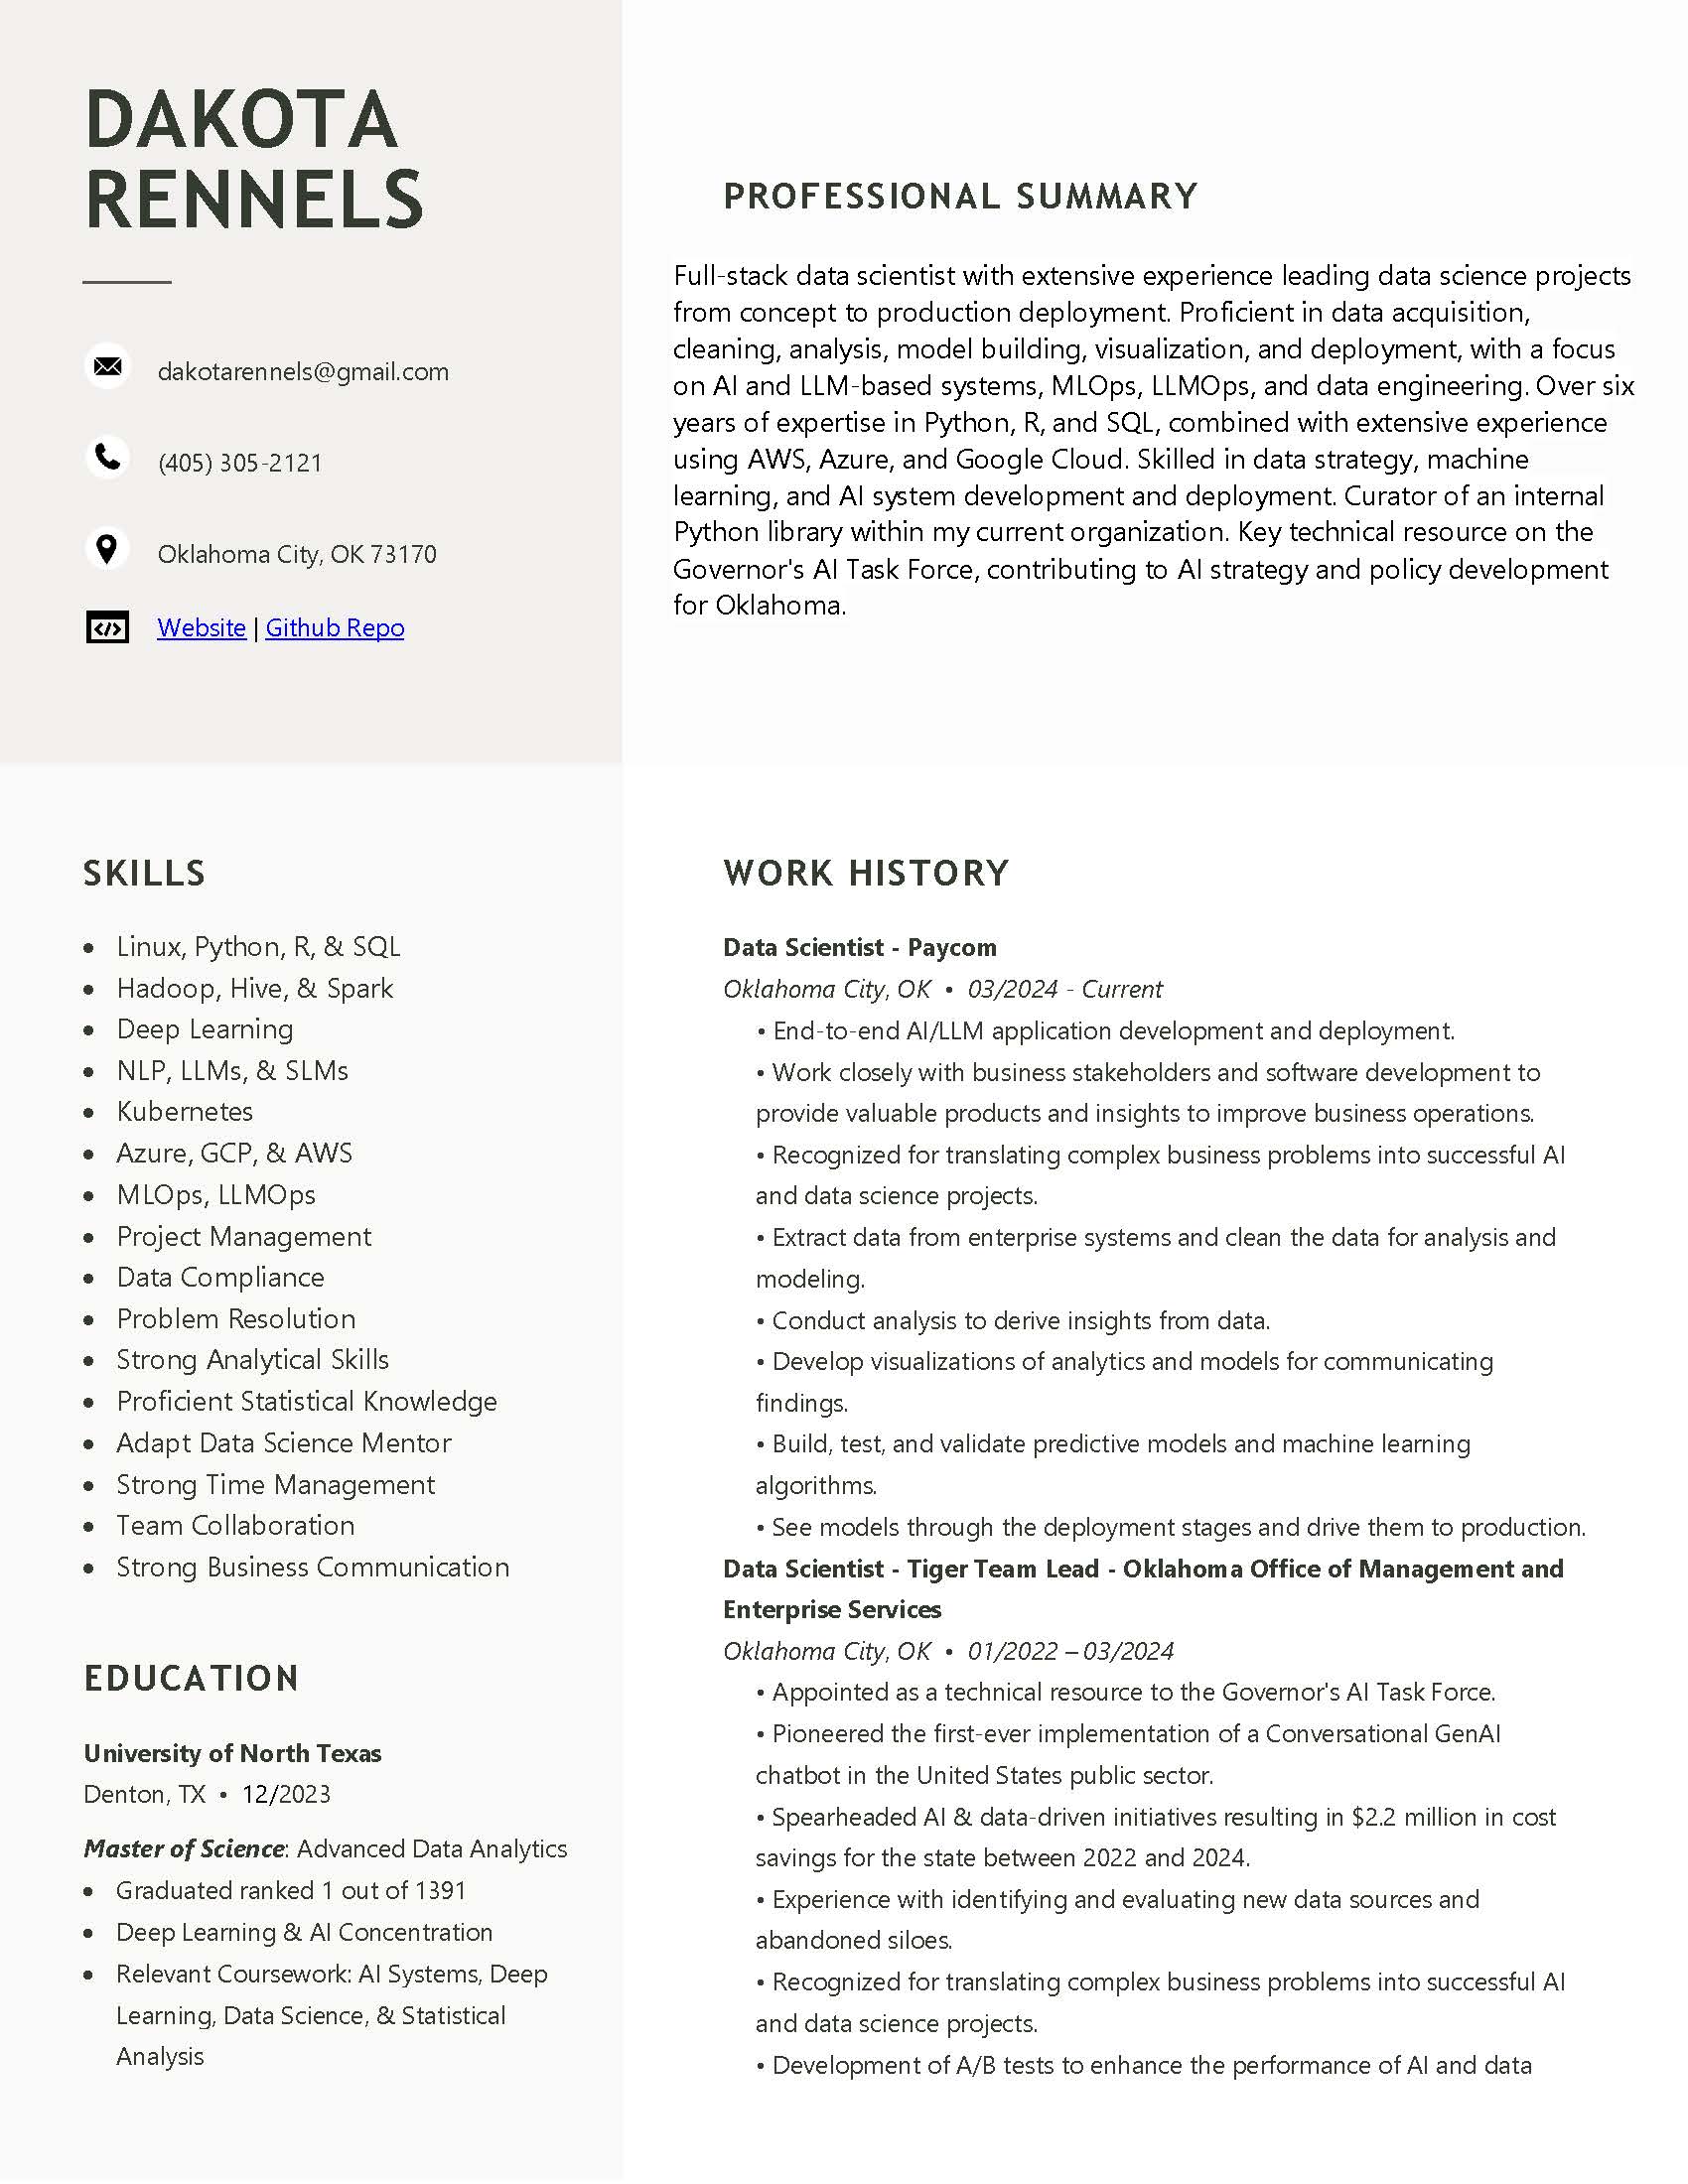 DAKOTA
RENNELS
dakotarennels@gmail.com
(405) 305-2121
Oklahoma City, OK 73170
Website | Github Repo
PROFESSIONAL SUMMARY
Full-stack data scientist with extensive experience leading data science projects
from concept to production deployment. Proficient in data acquisition,
cleaning, analysis, model building, visualization, and deployment, with a focus
on AI and LLM-based systems, MLOps, LLMOps, and data engineering. Over six
years of expertise in Python, R, and SQL, combined with extensive experience
using AWS, Azure, and Google Cloud. Skilled in data strategy, machine
learning, and AI system development and deployment. Curator of an internal
Python library within my current organization. Key technical resource on the
Governor's AI Task Force, contributing to AI strategy and policy development
for Oklahoma.
SKILLS
• Linux, Python, R, & SQL
• Hadoop, Hive, & Spark
• Deep Learning
• NLP, LLMs, & SLMs
• Kubernetes
• Azure, GCP, & AWS
• MLOps, LLMOps
• Project Management
• Data Compliance
• Problem Resolution
• Strong Analytical Skills
• Proficient Statistical Knowledge
• Adapt Data Science Mentor
• Strong Time Management
• Team Collaboration
• Strong Business Communication
EDUCATION
University of North Texas
Denton, TX • 12/2023
Master of Science: Advanced Data Analytics
• Graduated ranked 1 out of 1391
• Deep Learning & AI Concentration
• Relevant Coursework: AI Systems, Deep
Learning, Data Science, & Statistical
Analysis
WORK HISTORY
Data Scientist - Paycom
Oklahoma City, OK • 03/2024 - Current
• End-to-end AI/LLM application development and deployment.
• Work closely with business stakeholders and software development to
provide valuable products and insights to improve business operations.
• Recognized for translating complex business problems into successful AI
and data science projects.
• Extract data from enterprise systems and clean the data for analysis and
modeling.
• Conduct analysis to derive insights from data.
• Develop visualizations of analytics and models for communicating
findings.
• Build, test, and validate predictive models and machine learning
algorithms.
• See models through the deployment stages and drive them to production.
Data Scientist - Tiger Team Lead - Oklahoma Office of Management and
Enterprise Services
Oklahoma City, OK • 01/2022 – 03/2024
• Appointed as a technical resource to the Governor's AI Task Force.
• Pioneered the first-ever implementation of a Conversational GenAI
chatbot in the United States public sector.
• Spearheaded AI & data-driven initiatives resulting in $2.2 million in cost
savings for the state between 2022 and 2024.
• Experience with identifying and evaluating new data sources and
abandoned siloes.
• Recognized for translating complex business problems into successful AI
and data science projects.
• Development of A/B tests to enhance the performance of AI and data